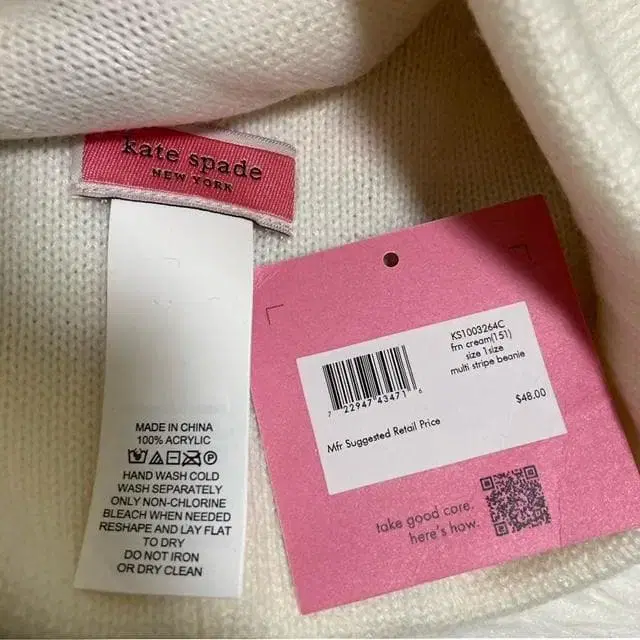 kate spade
NEW YORK
MADE IN CHINA
100% ACRYLIC
HAND WASH COLD
WASH SEPARATELY
ONLY NON-CHLORINE
BLEACH WHEN NEEDED
RESHAPE AND LAY FLAT
TO DRY
DO NOT IRON
OR DRY CLEAN
KS1003264C
frn cream(151)
size 1size
multi stripe beanie
7 22947 43471 6
$48.00
Mfr Suggested Retail Price
take good care.
here's how.